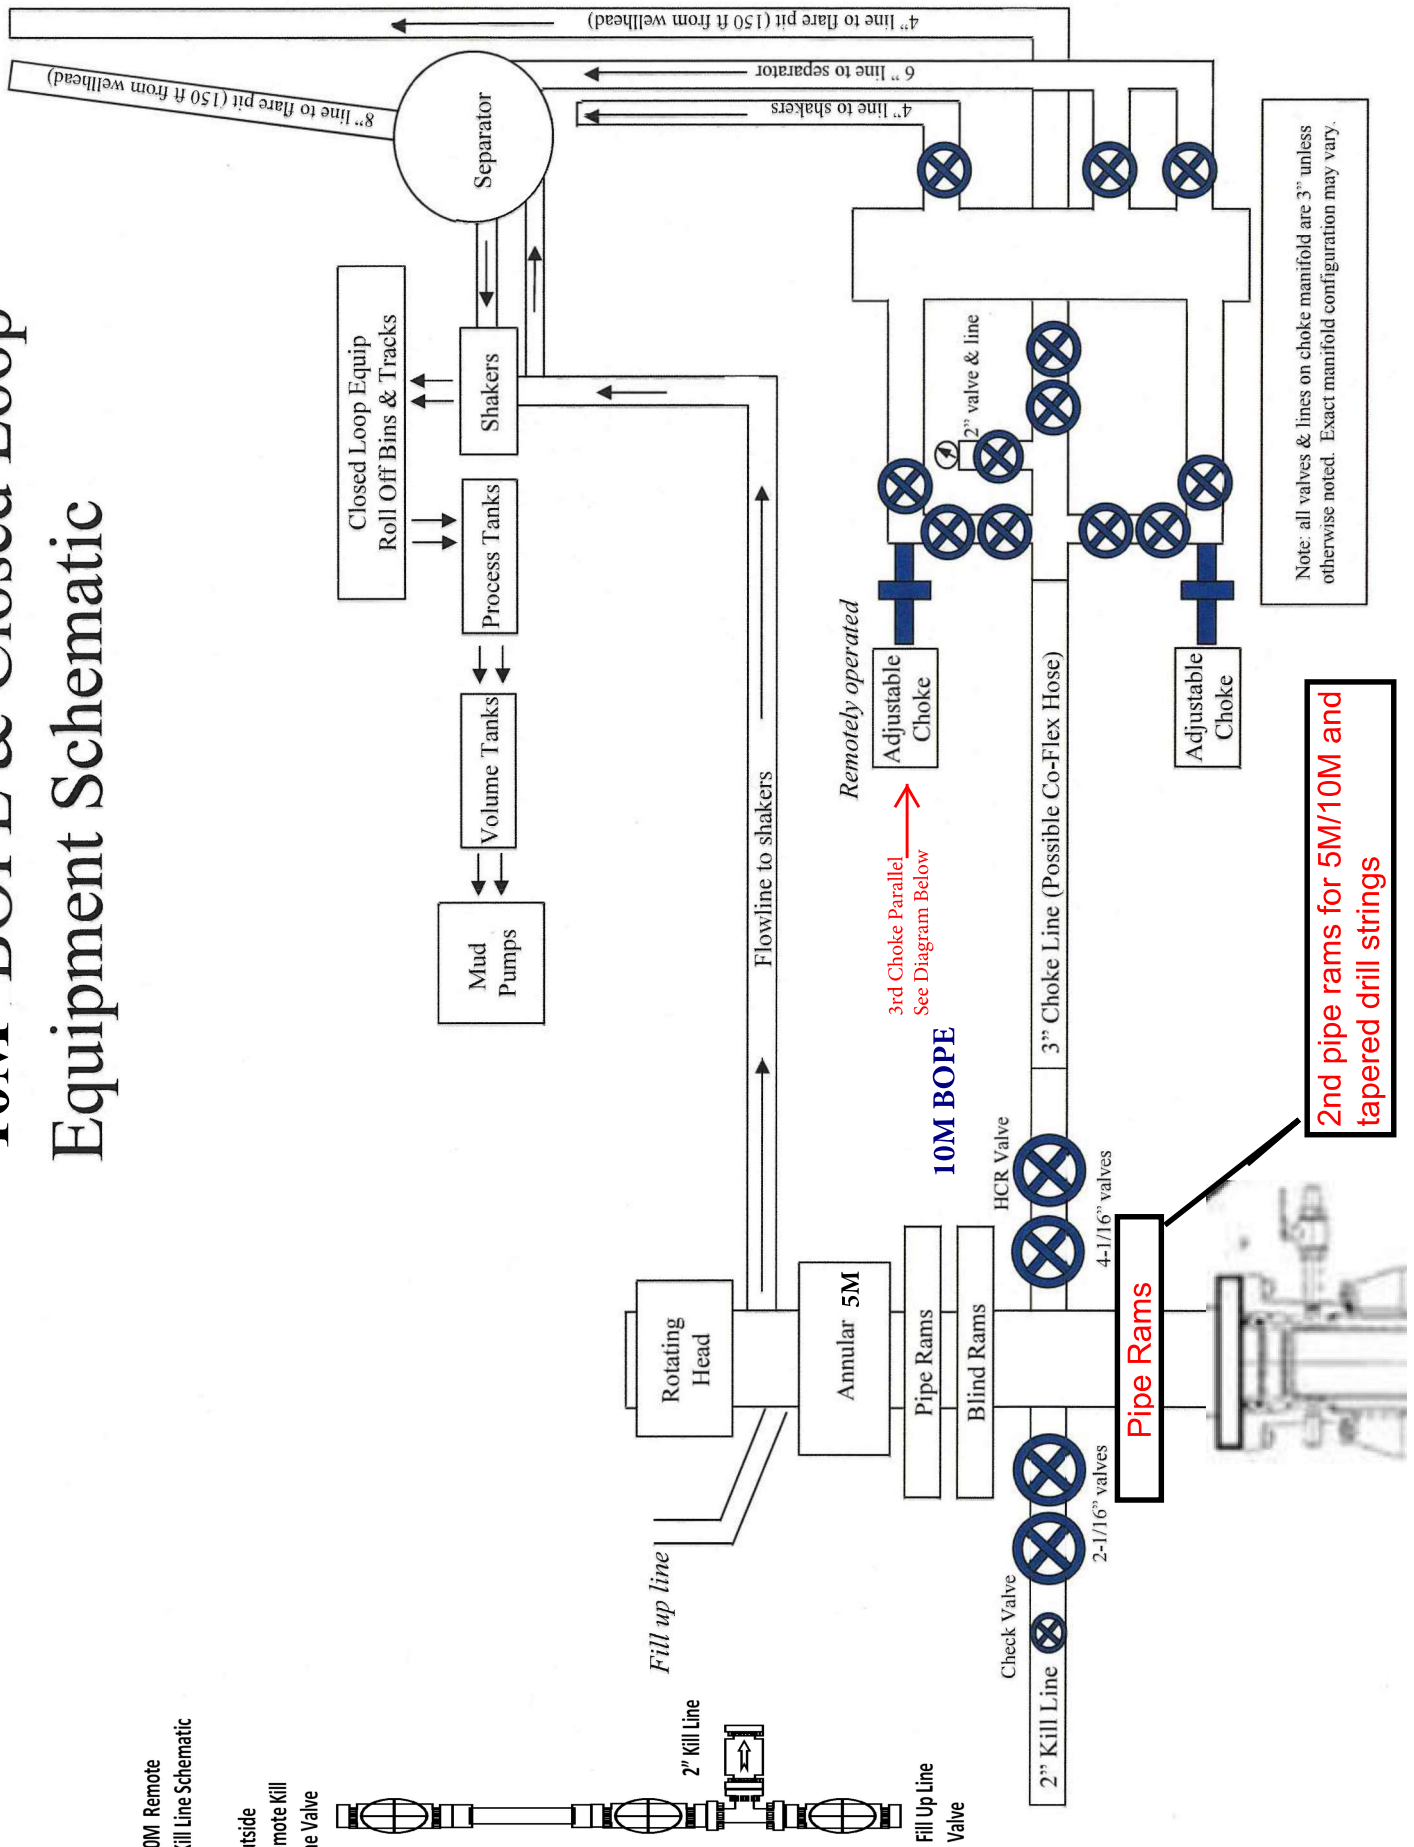 10M BOPE & Closed Loop
Equipment Schematic
4” line to flare pit (150 ft from wellhead)
8” line to flare pit (150 ft from wellhead)
6” line to separator
4” line to shakers
Separator
Closed Loop Equip
Roll Off Bins & Tracks
Shakers
Process Tanks
Volume Tanks
Mud
Pumps
Flowline to shakers
2” valve & line
Remotely operated
Adjustable
Choke
3rd Choke Parallel
See Diagram Below
10M BOPE
3” Choke Line (Possible Co-Flex Hose)
Adjustable
Choke
Note: all valves & lines on choke manifold are 3” unless
otherwise noted. Exact manifold configuration may vary.
Rotating
Head
Fill up line
Annular 5M
Pipe Rams
Blind Rams
HCR Valve
4-1/16” valves
Check Valve
2-1/16” valves
2” Kill Line
Pipe Rams
2nd pipe rams for 5M/10M and
tapered drill strings
0M Remote
Kill Line Schematic
tside
mote Kill
ne Valve
2” Kill Line
Fill Up Line
Valve